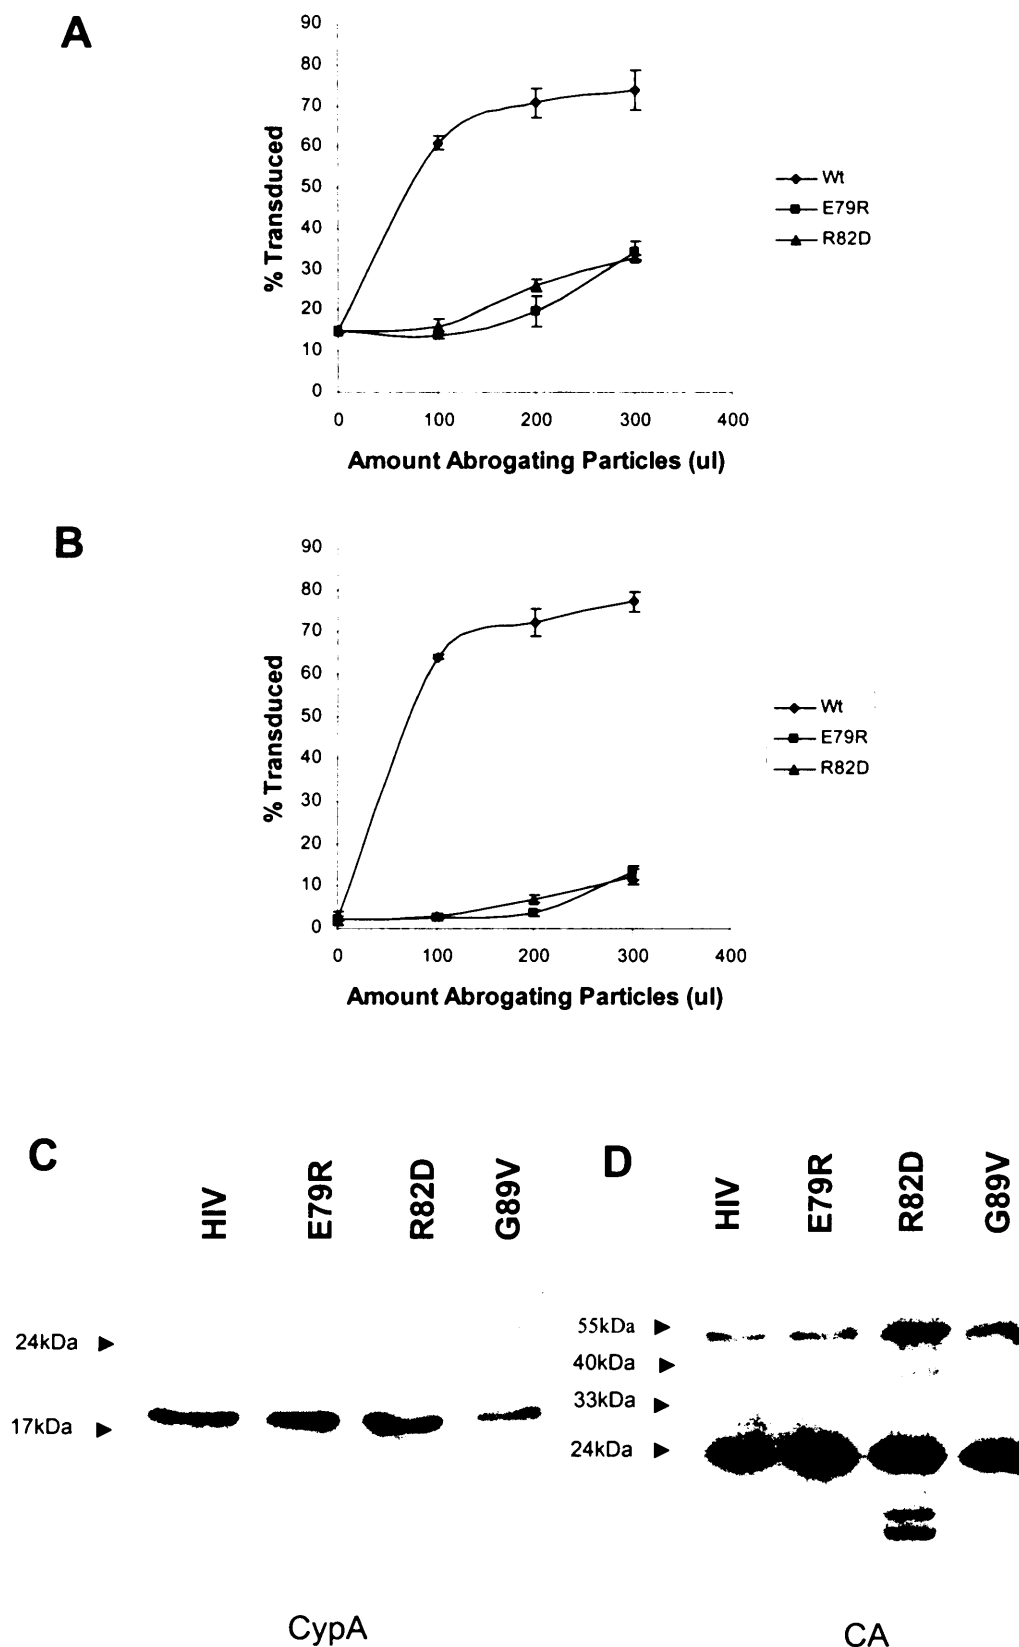 A
90
80
70
60
50
40
30
20
10
0
% Transduced
0 100 200 300 400
Amount Abrogating Particles (ul)
Wt
E79R
R82D
B
90
80
70
60
50
40
30
20
10
0
% Transduced
0 100 200 300 400
Amount Abrogating Particles (ul)
Wt
E79R
R82D
C
HIV E79R R82D G89V
24kDa
17kDa
CypA
D
HIV E79R R82D G89V
55kDa
40kDa
33kDa
24kDa
CA